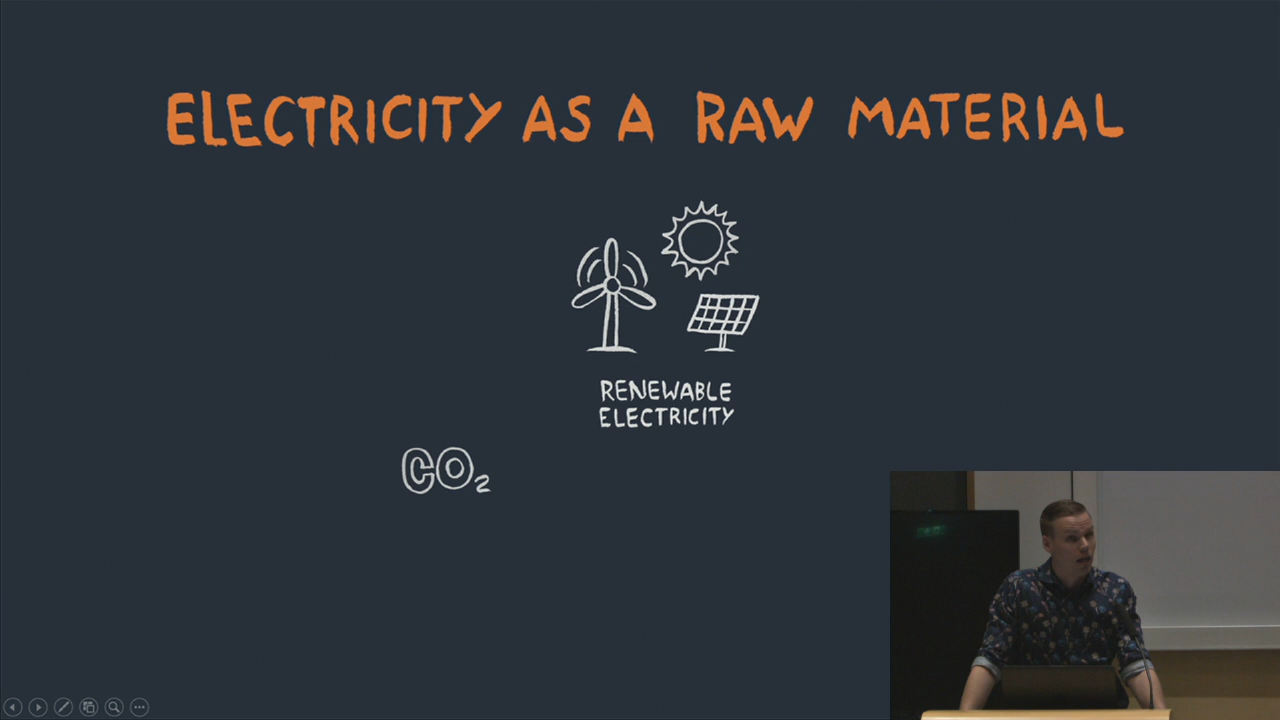 ELECTRICITY AS A RAW MATERIAL
RENEWABLE
ELECTRICITY
CO₂